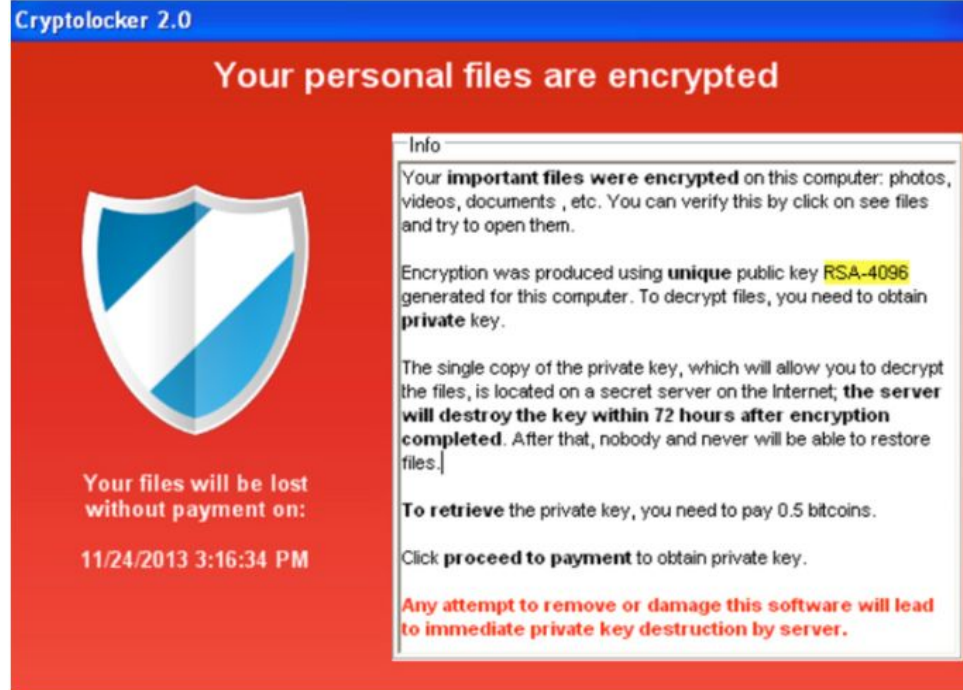 Cryptolocker 2.0
Your personal files are encrypted
Info
Your important files were encrypted on this computer: photos,
videos, documents , etc. You can verify this by click on see files
and try to open them.
Encryption was produced using unique public key RSA-4096
generated for this computer. To decrypt files, you need to obtain
private key.
The single copy of the private key, which will allow you to decrypt
the files, is located on a secret server on the Internet; the server
will destroy the key within 72 hours after encryption
completed. After that, nobody and never will be able to restore
files.
To retrieve the private key, you need to pay 0.5 bitcoins.
Click proceed to payment to obtain private key.
Any attempt to remove or damage this software will lead
to immediate private key destruction by server.
Your files will be lost
without payment on:
11/24/2013 3:16:34 PM